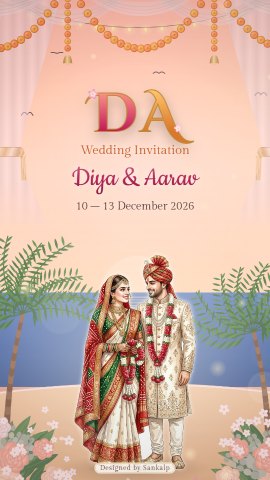 DA
Wedding Invitation
Diya & Aarav
10 — 13 December 2026
Designed by Sankalp